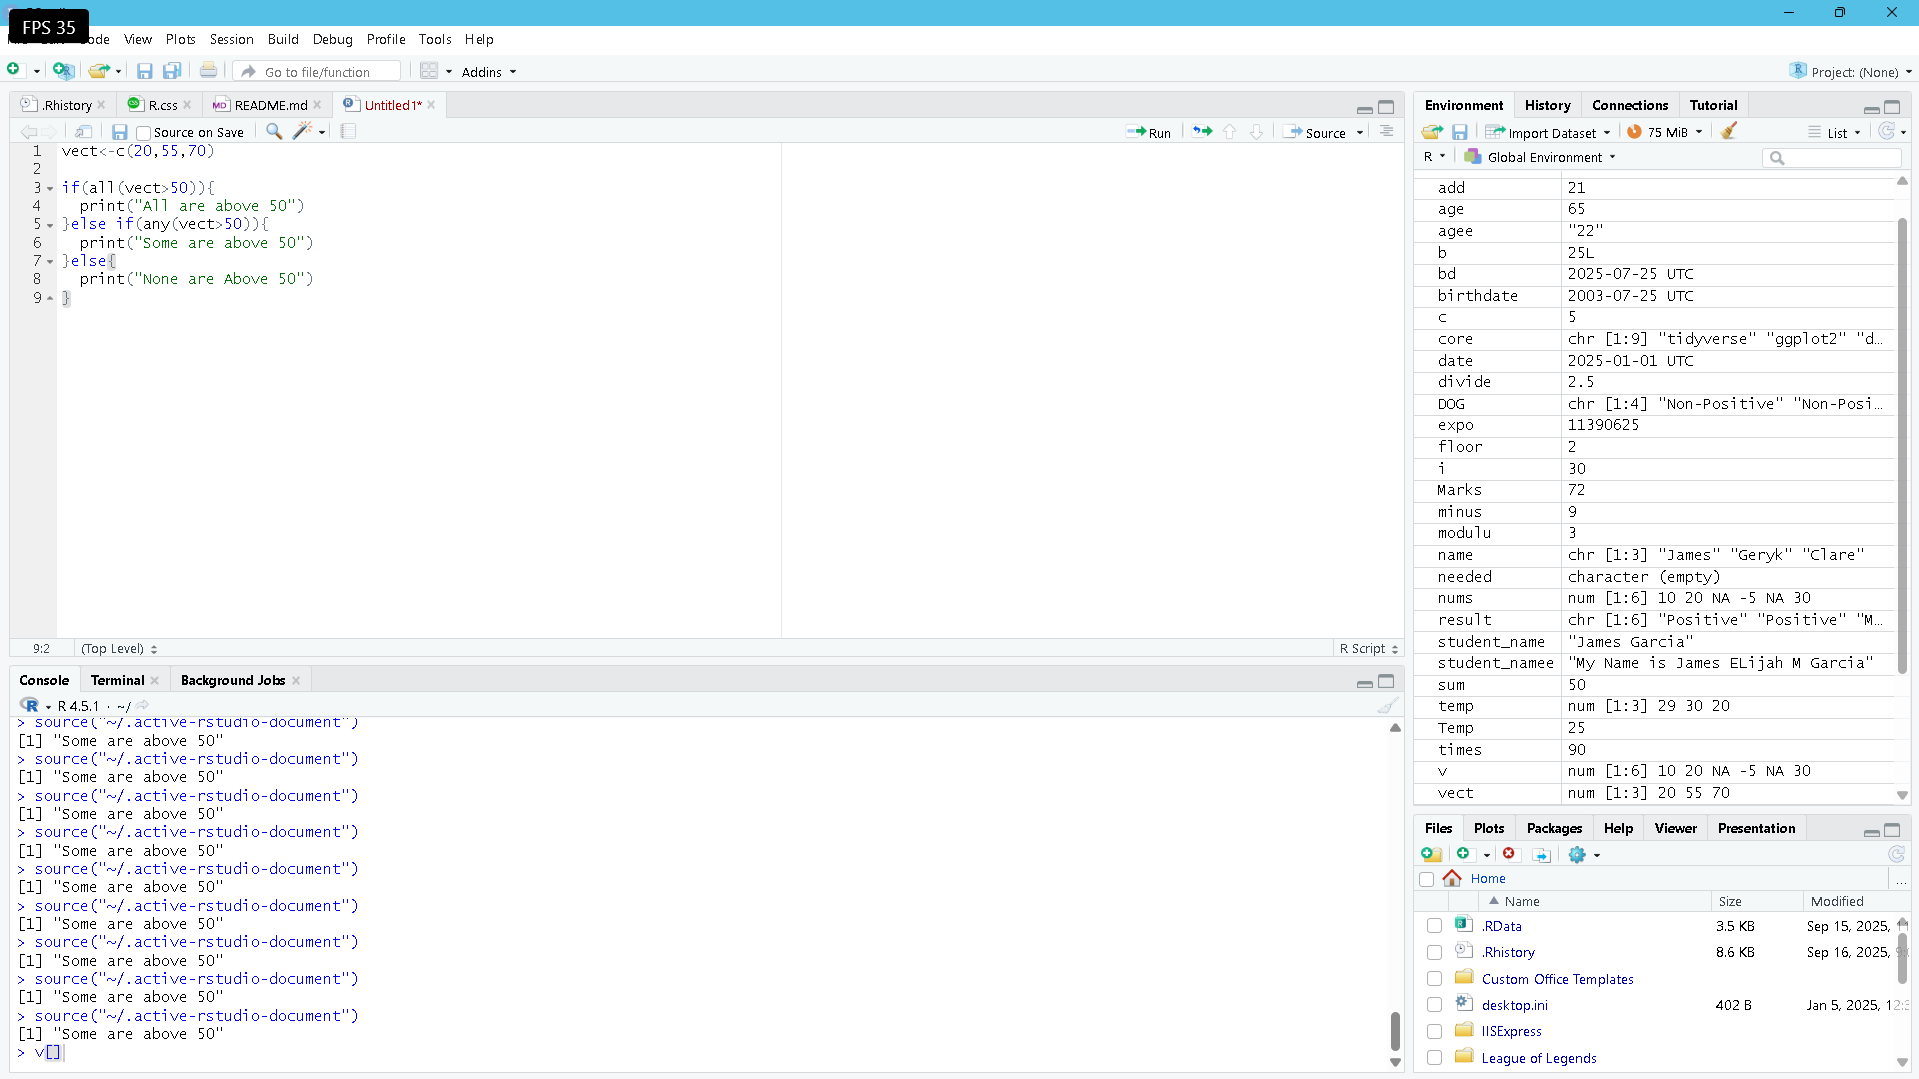 FPS 35
ode View Plots Session Build Debug Profile Tools Help
Go to file/function
Addins
Project: (None)
.Rhistory
R.css
README.md
Untitled1*
Source on Save
Run
Source
1 vect<-c(20,55,70)
2
3 if(all(vect>50)){
4 print("All are above 50")
5 }else if(any(vect>50)){
6 print("Some are above 50")
7 }else{
8 print("None are Above 50")
9 }
9:2 (Top Level) R Script
Console Terminal Background Jobs
R 4.5.1 · ~/
> source("~/.active-rstudio-document")
[1] "Some are above 50"
> source("~/.active-rstudio-document")
[1] "Some are above 50"
> source("~/.active-rstudio-document")
[1] "Some are above 50"
> source("~/.active-rstudio-document")
[1] "Some are above 50"
> source("~/.active-rstudio-document")
[1] "Some are above 50"
> source("~/.active-rstudio-document")
[1] "Some are above 50"
> source("~/.active-rstudio-document")
[1] "Some are above 50"
> source("~/.active-rstudio-document")
[1] "Some are above 50"
> source("~/.active-rstudio-document")
[1] "Some are above 50"
> v[]
Environment History Connections Tutorial
Import Dataset 75 MiB List
R Global Environment
add 21
age 65
agee "22"
b 25L
bd 2025-07-25 UTC
birthdate 2003-07-25 UTC
c 5
core chr [1:9] "tidyverse" "ggplot2" "d…
date 2025-01-01 UTC
divide 2.5
DOG chr [1:4] "Non-Positive" "Non-Posi…
expo 11390625
floor 2
i 30
Marks 72
minus 9
modulu 3
name chr [1:3] "James" "Geryk" "Clare"
needed character (empty)
nums num [1:6] 10 20 NA -5 NA 30
result chr [1:6] "Positive" "Positive" "M…
student_name "James Garcia"
student_namee "My Name is James ELijah M Garcia"
sum 50
temp num [1:3] 29 30 20
Temp 25
times 90
v num [1:6] 10 20 NA -5 NA 30
vect num [1:3] 20 55 70
Files Plots Packages Help Viewer Presentation
Home ...
Name Size Modified
.RData 3.5 KB Sep 15, 2025,
.Rhistory 8.6 KB Sep 16, 2025,
Custom Office Templates
desktop.ini 402 B Jan 5, 2025, 12:
IISExpress
League of Legends